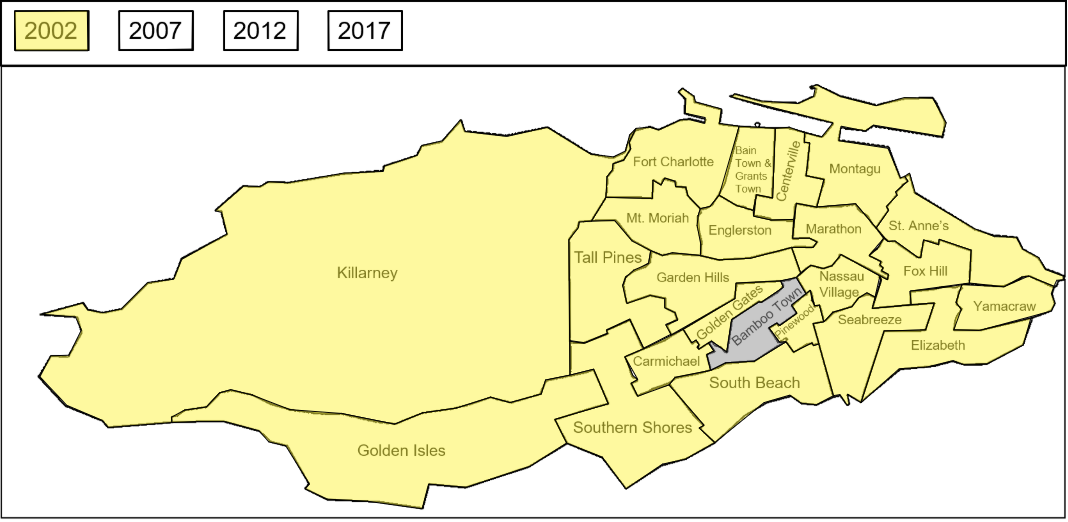 2002 2007 2012 2017
Fort Charlotte
Bain
Town &
Grants
Town
Centerville
Montagu
Mt. Moriah
Englerston
Marathon
St. Anne's
Tall Pines
Killarney
Garden Hills
Nassau
Village
Fox Hill
Golden Gates
Bamboo Town
Pinewood
Seabreeze
Yamacraw
Elizabeth
Carmichael
South Beach
Southern Shores
Golden Isles